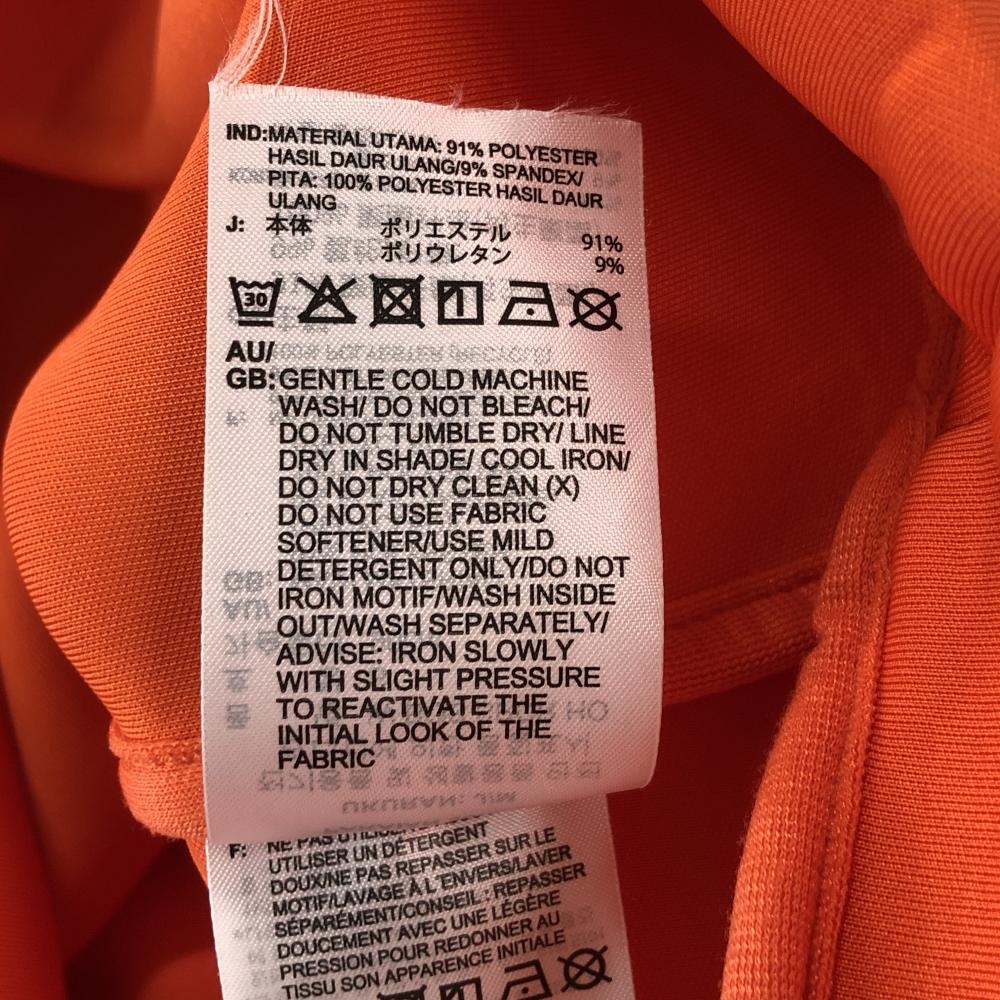 IND:MATERIAL UTAMA: 91% POLYESTER
HASIL DAUR ULANG/9% SPANDEX/
PITA: 100% POLYESTER HASIL DAUR
ULANG
J: 本体 ポリエステル 91%
ポリウレタン 9%
30
AU/
GB:GENTLE COLD MACHINE
WASH/ DO NOT BLEACH/
DO NOT TUMBLE DRY/ LINE
DRY IN SHADE/ COOL IRON/
DO NOT DRY CLEAN (X)
DO NOT USE FABRIC
SOFTENER/USE MILD
DETERGENT ONLY/DO NOT
IRON MOTIF/WASH INSIDE
OUT/WASH SEPARATELY/
ADVISE: IRON SLOWLY
WITH SLIGHT PRESSURE
TO REACTIVATE THE
INITIAL LOOK OF THE
FABRIC
F: NE PAS UTILISER
UTILISER UN DÉTERGENT
DOUX/NE PAS REPASSER SUR LE
MOTIF/LAVAGE À L'ENVERS/LAVER
SÉPARÉMENT/CONSEIL : REPASSER
DOUCEMENT AVEC UNE LÉGÈRE
PRESSION POUR REDONNER AU
TISSU SON APPARENCE INITIALE